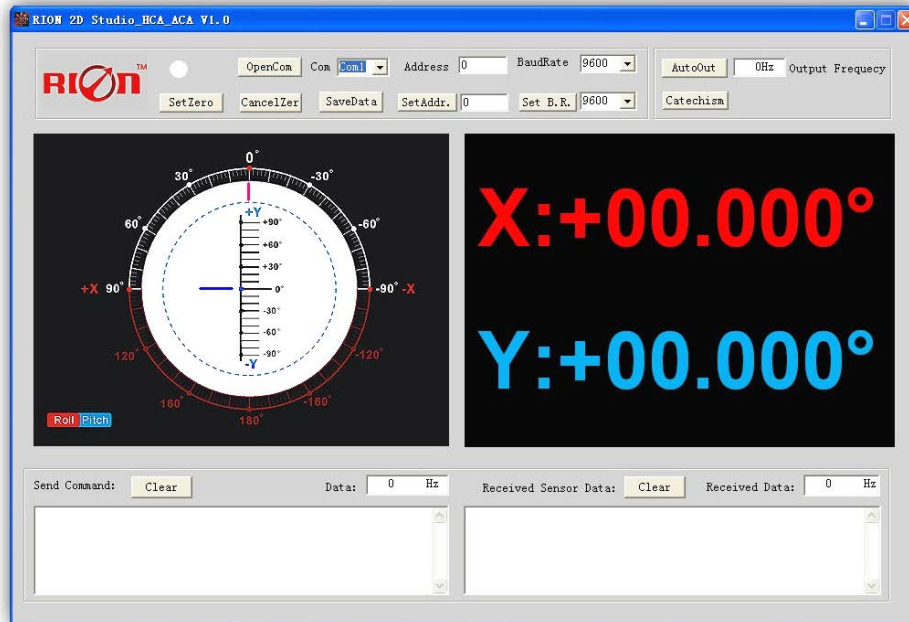 RION 2D Studio_HCA_ACA V1.0
RION™
OpenCom Com Com1 Address 0 BaudRate 9600
SetZero CancelZer SaveData SetAddr. 0 Set B.R. 9600
AutoOut 0Hz Output Frequecy
Catechism
0°
30° -30°
60° -60°
+X 90° -90° -X
120° -120°
160° -160°
180°
+Y
+90°
+60°
+30°
0°
-30°
-60°
-90°
-Y
Roll Pitch
X:+00.000°
Y:+00.000°
Send Command: Clear Data: 0 Hz
Received Sensor Data: Clear Received Data: 0 Hz